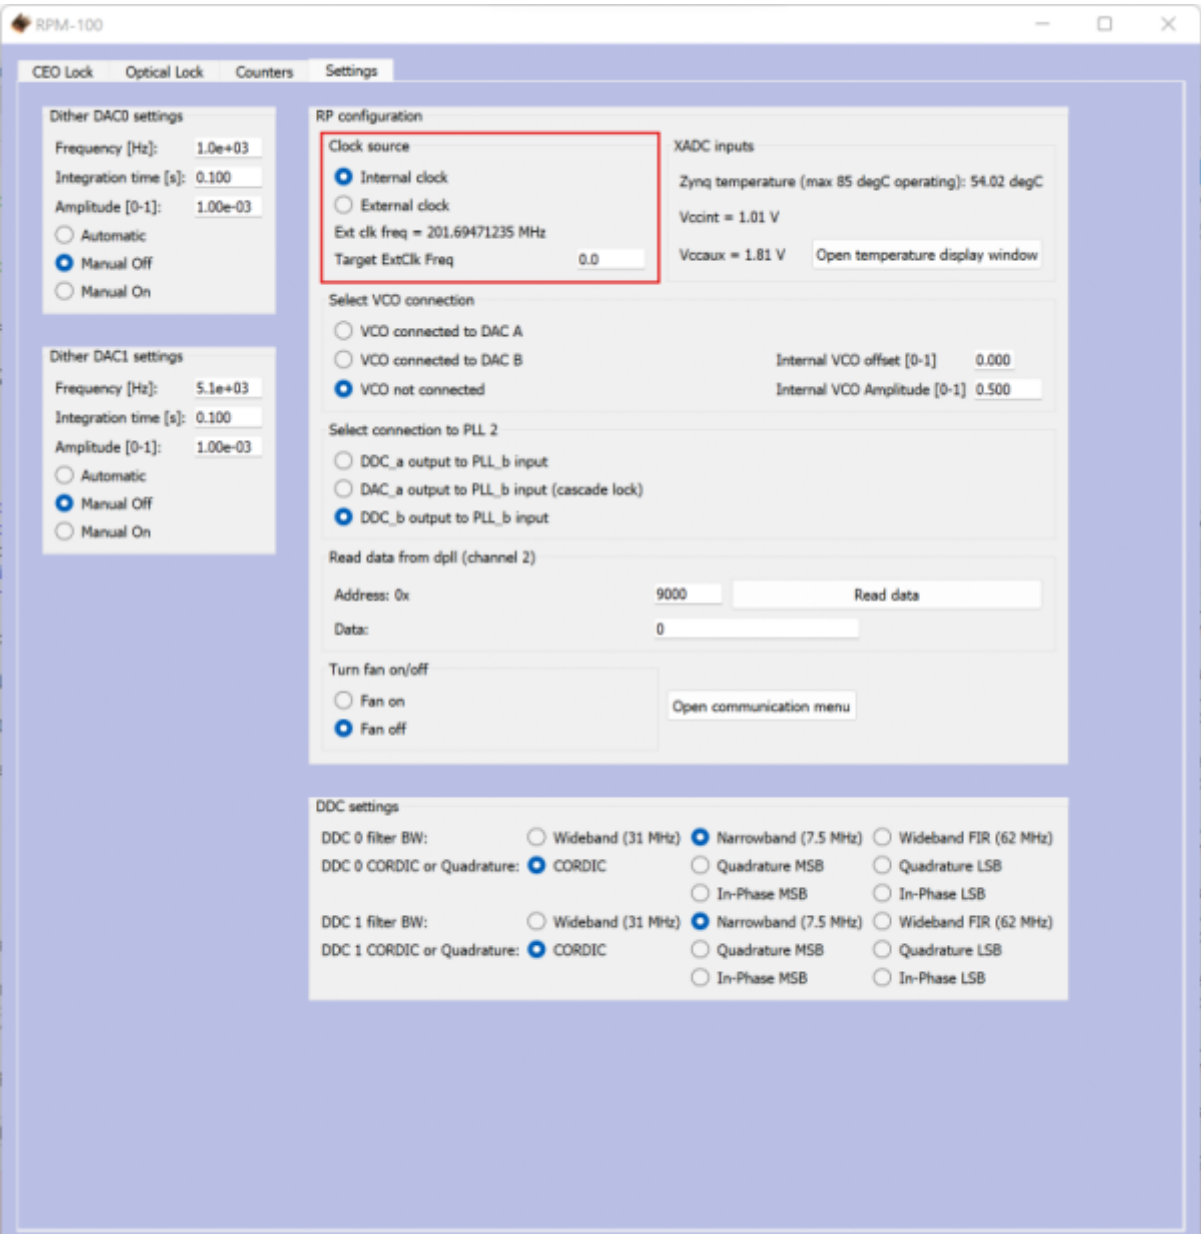 RPM-100
CEO Lock Optical Lock Counters Settings
Dither DAC0 settings
Frequency [Hz]: 1.0e+03
Integration time [s]: 0.100
Amplitude [0-1]: 1.00e-03
Automatic
Manual Off
Manual On
Dither DAC1 settings
Frequency [Hz]: 5.1e+03
Integration time [s]: 0.100
Amplitude [0-1]: 1.00e-03
Automatic
Manual Off
Manual On
RP configuration
Clock source
Internal clock
External clock
Ext clk freq = 201.69471235 MHz
Target ExtClk Freq 0.0
XADC inputs
Zynq temperature (max 85 degC operating): 54.02 degC
Vccint = 1.01 V
Vccaux = 1.81 V Open temperature display window
Select VCO connection
VCO connected to DAC A
VCO connected to DAC B Internal VCO offset [0-1] 0.000
VCO not connected Internal VCO Amplitude [0-1] 0.500
Select connection to PLL 2
DDC_a output to PLL_b input
DAC_a output to PLL_b input (cascade lock)
DDC_b output to PLL_b input
Read data from dpll (channel 2)
Address: 0x 9000 Read data
Data: 0
Turn fan on/off
Fan on
Fan off
Open communication menu
DDC settings
DDC 0 filter BW: Wideband (31 MHz) Narrowband (7.5 MHz) Wideband FIR (62 MHz)
DDC 0 CORDIC or Quadrature: CORDIC Quadrature MSB Quadrature LSB
In-Phase MSB In-Phase LSB
DDC 1 filter BW: Wideband (31 MHz) Narrowband (7.5 MHz) Wideband FIR (62 MHz)
DDC 1 CORDIC or Quadrature: CORDIC Quadrature MSB Quadrature LSB
In-Phase MSB In-Phase LSB